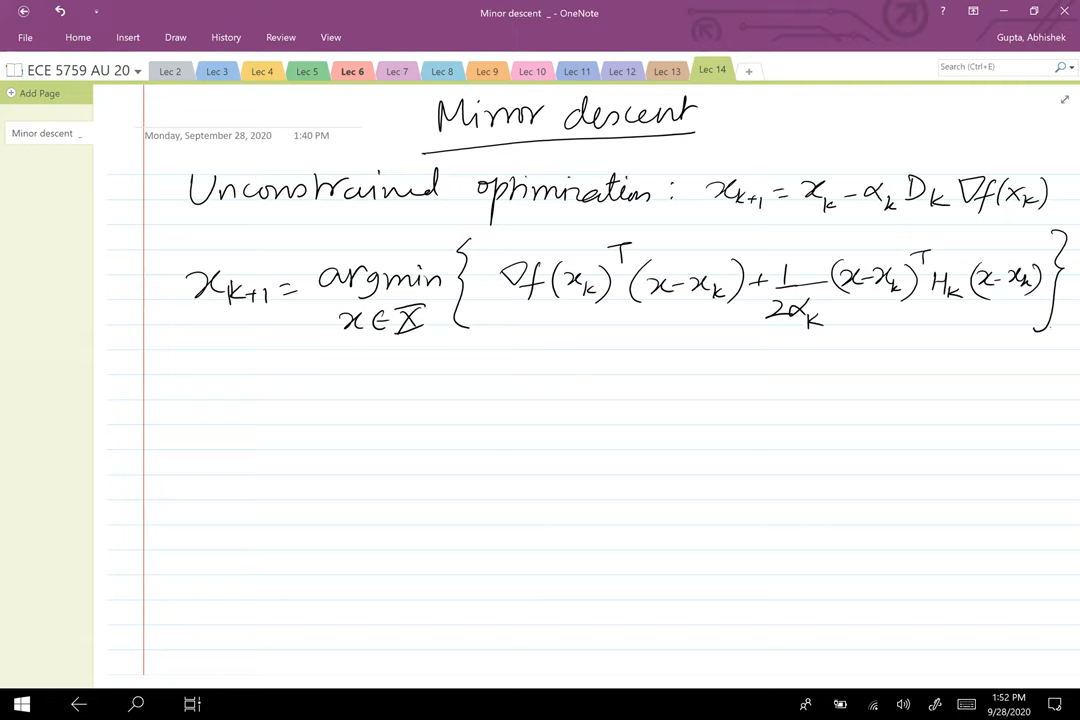 Minor descent _ - OneNote
Gupta, Abhishek
File Home Insert Draw History Review View
ECE 5759 AU 20
Lec 2 Lec 3 Lec 4 Lec 5 Lec 6 Lec 7 Lec 8 Lec 9 Lec 10 Lec 11 Lec 12 Lec 13 Lec 14
Search (Ctrl+E)
Add Page
Minor descent _
Mirror descent
Monday, September 28, 2020 1:40 PM
Unconstrained optimization: x_{k+1} = x_k - α_k D_k ∇f(x_k)
x_{k+1} = argmin_{x ∈ X} { ∇f(x_k)^T (x-x_k) + 1/(2α_k) (x-x_k)^T H_k (x-x_k) }
1:52 PM
9/28/2020